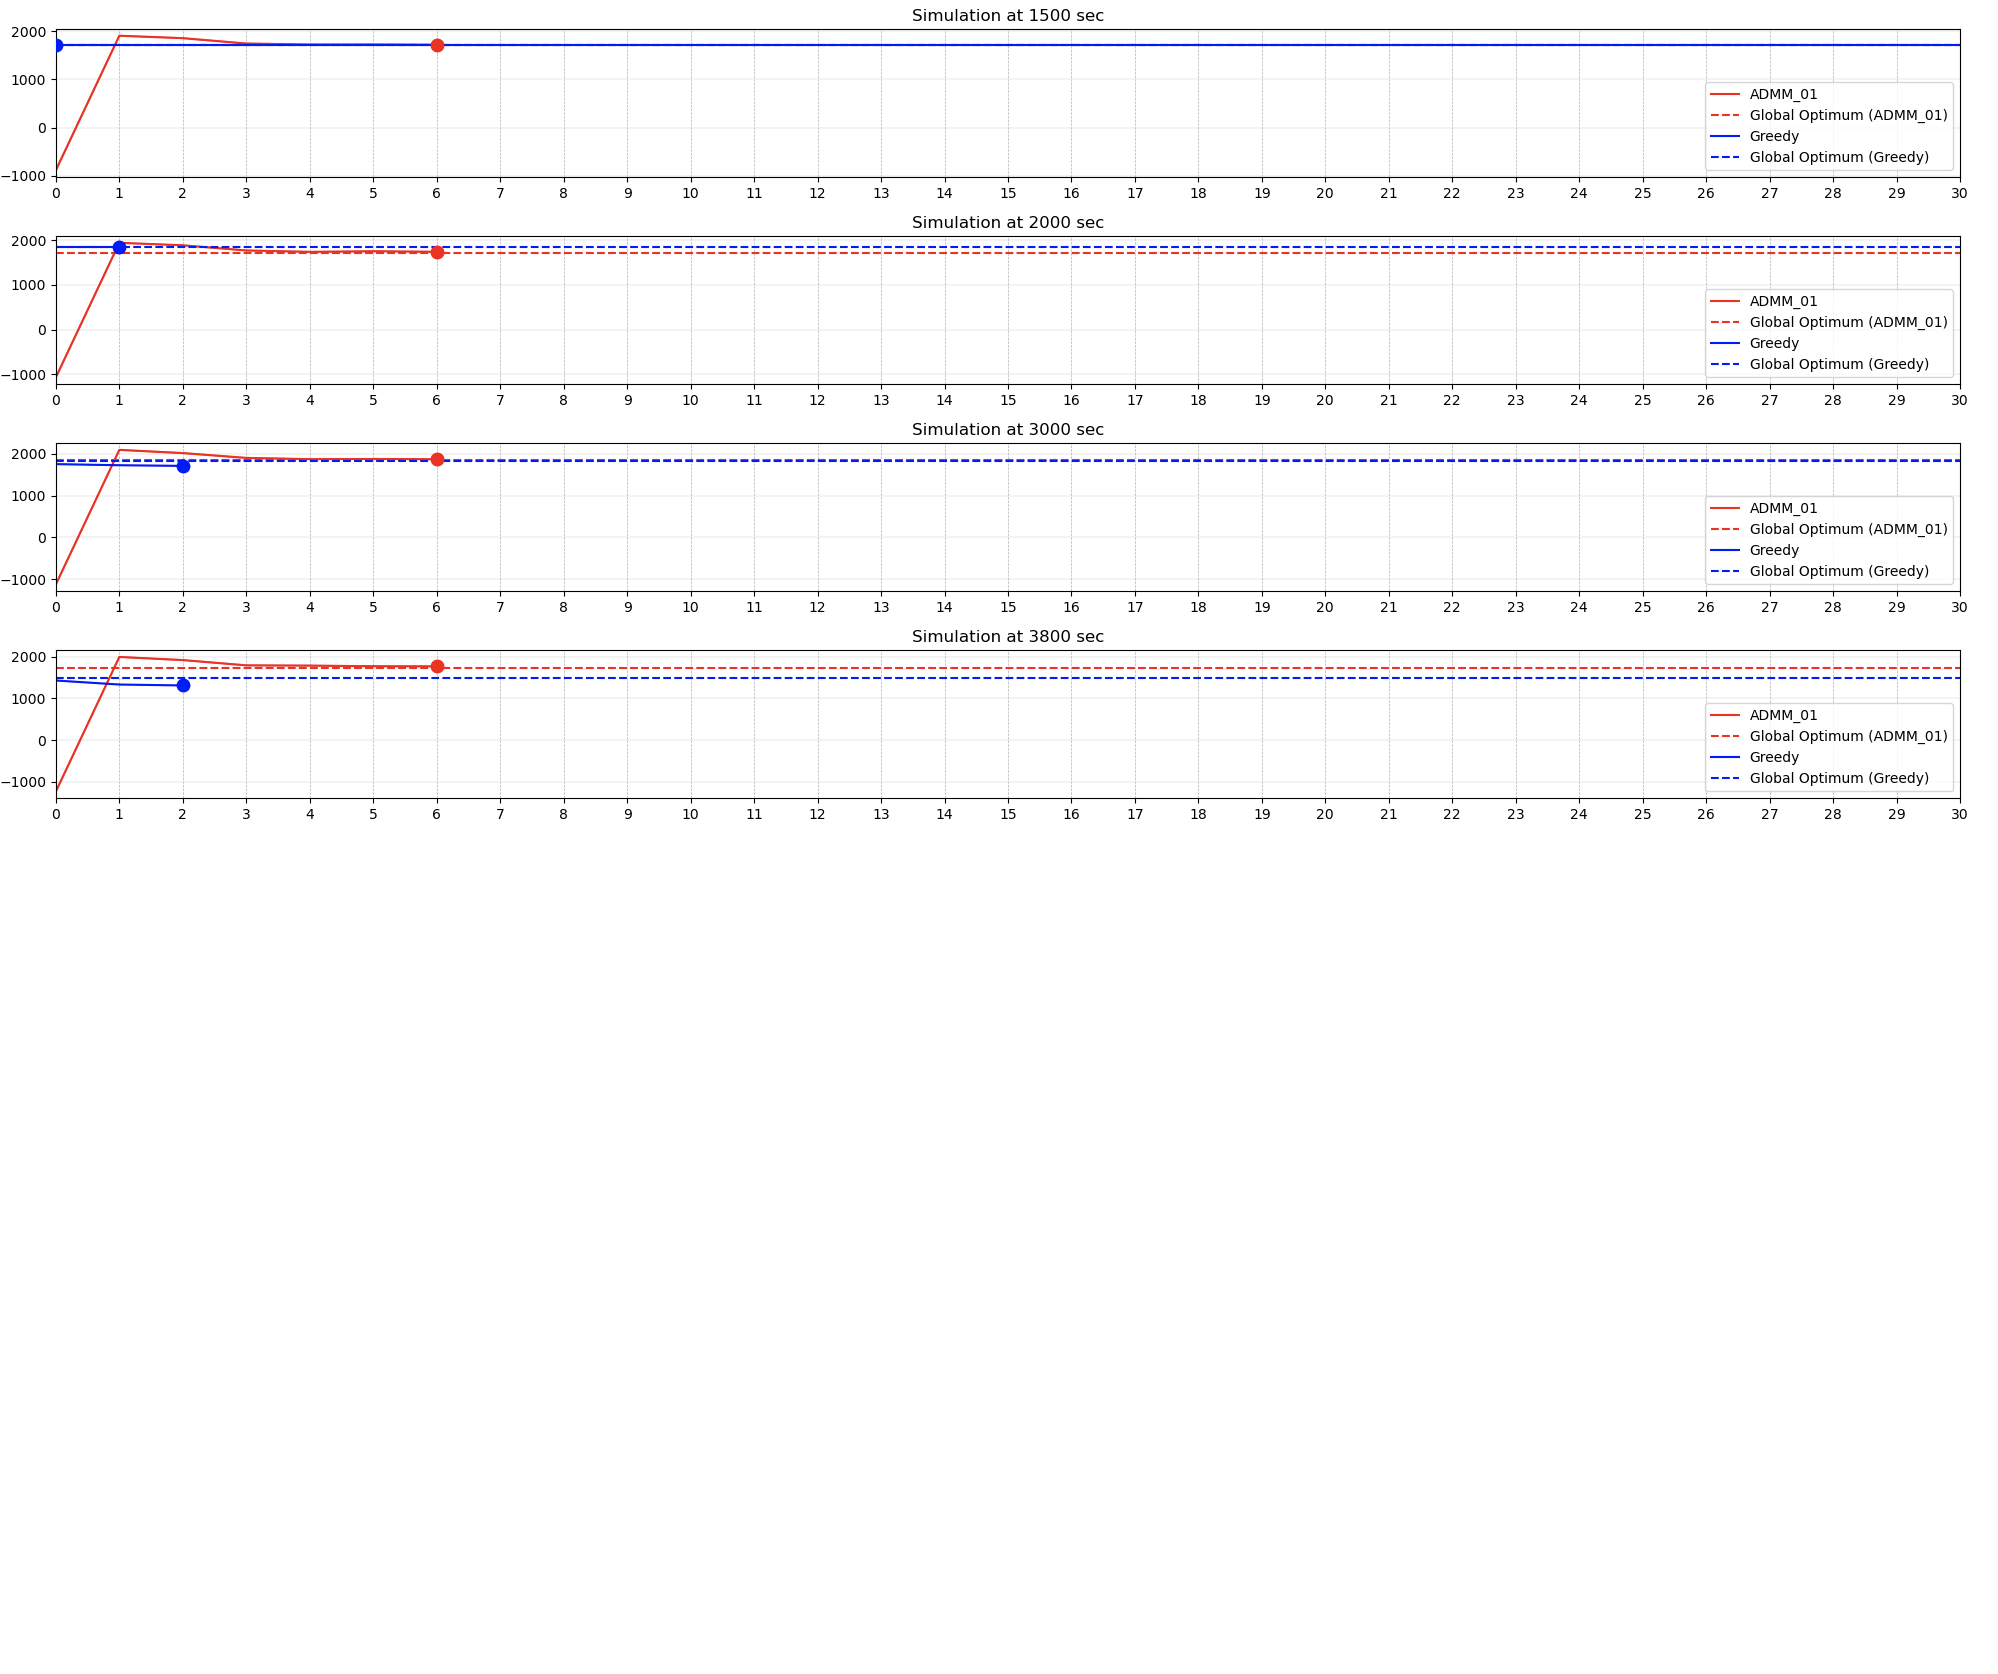 Simulation at 1500 sec
2000
1000
0
−1000
0 1 2 3 4 5 6 7 8 9 10 11 12 13 14 15 16 17 18 19 20 21 22 23 24 25 26 27 28 29 30
ADMM_01
Global Optimum (ADMM_01)
Greedy
Global Optimum (Greedy)
Simulation at 2000 sec
2000
1000
0
−1000
0 1 2 3 4 5 6 7 8 9 10 11 12 13 14 15 16 17 18 19 20 21 22 23 24 25 26 27 28 29 30
ADMM_01
Global Optimum (ADMM_01)
Greedy
Global Optimum (Greedy)
Simulation at 3000 sec
2000
1000
0
−1000
0 1 2 3 4 5 6 7 8 9 10 11 12 13 14 15 16 17 18 19 20 21 22 23 24 25 26 27 28 29 30
ADMM_01
Global Optimum (ADMM_01)
Greedy
Global Optimum (Greedy)
Simulation at 3800 sec
2000
1000
0
−1000
0 1 2 3 4 5 6 7 8 9 10 11 12 13 14 15 16 17 18 19 20 21 22 23 24 25 26 27 28 29 30
ADMM_01
Global Optimum (ADMM_01)
Greedy
Global Optimum (Greedy)